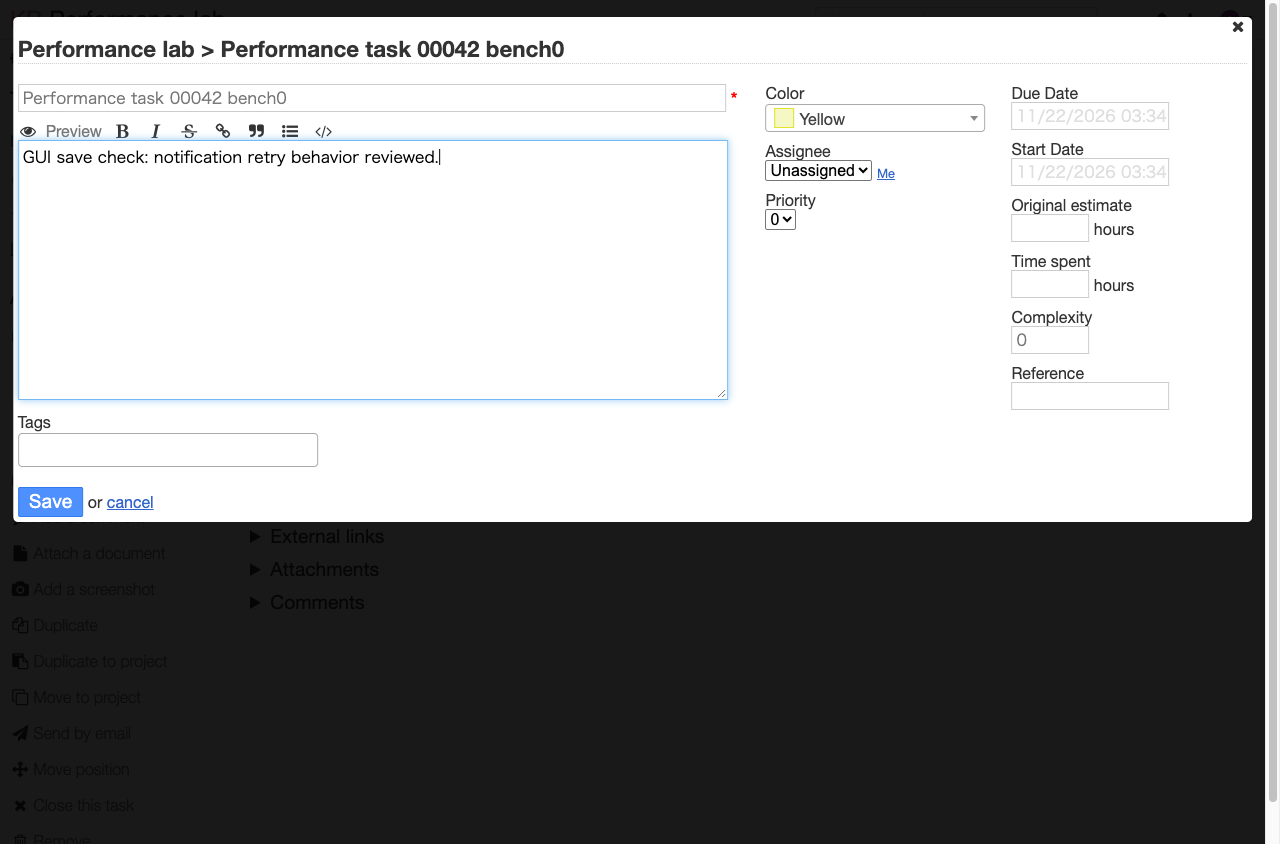 Performance lab > Performance task 00042 bench0
Performance task 00042 bench0 *
Preview B I S
GUI save check: notification retry behavior reviewed.
Tags
Save or cancel
Color
Yellow
Assignee
Unassigned Me
Priority
0
Due Date
11/22/2026 03:34
Start Date
11/22/2026 03:34
Original estimate
hours
Time spent
hours
Complexity
0
Reference
External links
Attachments
Comments
Attach a document
Add a screenshot
Duplicate
Duplicate to project
Move to project
Send by email
Move position
Close this task
Remove